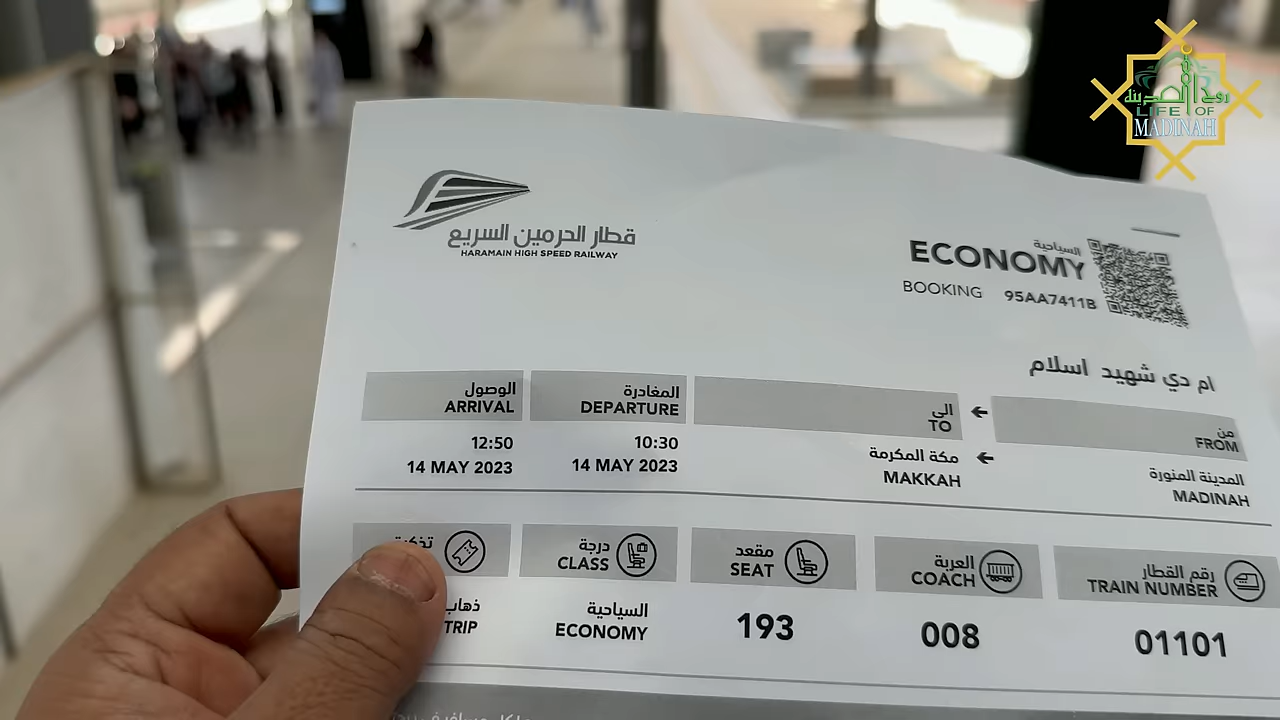 روح المدينة
LIFE OF
MADINAH
قطار الحرمين السريع
HARAMAIN HIGH SPEED RAILWAY
السياحية
ECONOMY
BOOKING 95AA7411B
ام دي شهيد اسلام
من
FROM
الى
TO
المغادرة
DEPARTURE
الوصول
ARRIVAL
المدينة المنورة
MADINAH
مكة المكرمة
MAKKAH
10:30
14 MAY 2023
12:50
14 MAY 2023
رقم القطار
TRAIN NUMBER
العربة
COACH
مقعد
SEAT
درجة
CLASS
تذكرة
01101
008
193
السياحية
ECONOMY
ذهاب
TRIP